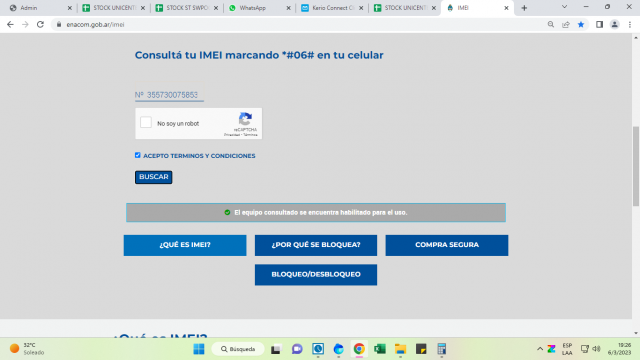 Admin
STOCK UNICENT
STOCK ST SWPO
WhatsApp
Kerio Connect Cl
STOCK UNICENT
IMEI
enacom.gob.ar/imei
Consultá tu IMEI marcando *#06# en tu celular
Nº 355730075853
No soy un robot
reCAPTCHA
Privacidad - Términos
ACEPTO TERMINOS Y CONDICIONES
BUSCAR
El equipo consultado se encuentra habilitado para el uso.
¿QUÉ ES IMEI?
¿POR QUÉ SE BLOQUEA?
COMPRA SEGURA
BLOQUEO/DESBLOQUEO
¿Qué es IMEI?
32°C
Soleado
Búsqueda
ESP
LAA
19:26
6/3/2023